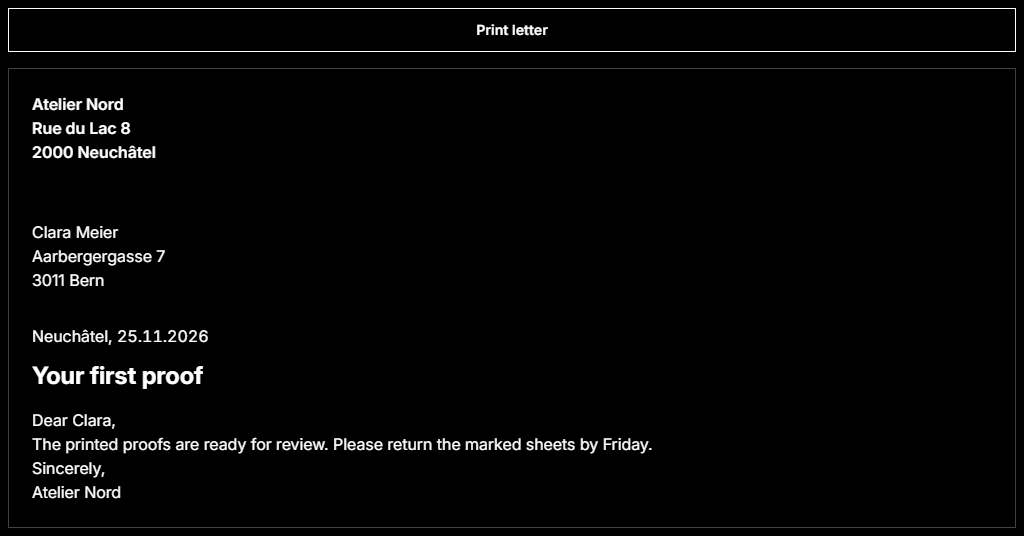 Print letter
Atelier Nord
Rue du Lac 8
2000 Neuchâtel
Clara Meier
Aarbergergasse 7
3011 Bern
Neuchâtel, 25.11.2026
Your first proof
Dear Clara,
The printed proofs are ready for review. Please return the marked sheets by Friday.
Sincerely,
Atelier Nord